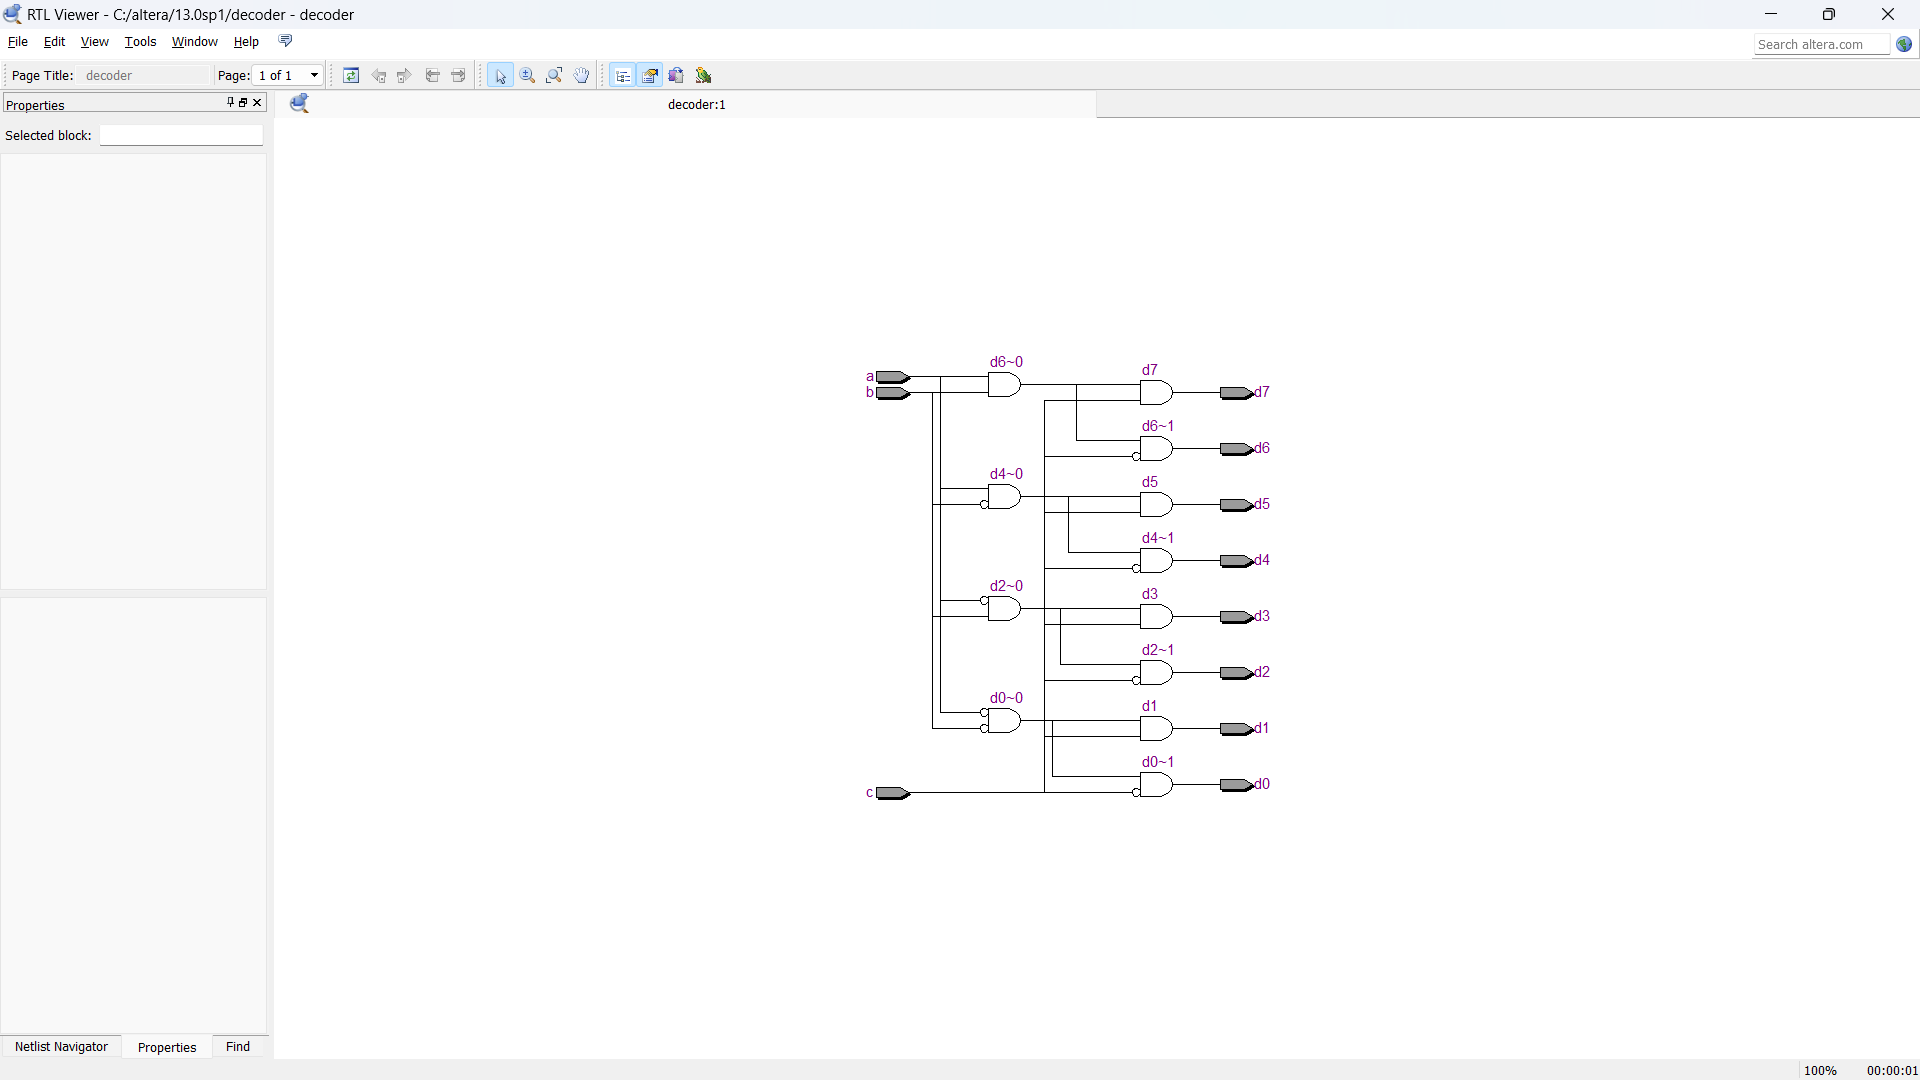 RTL Viewer - C:/altera/13.0sp1/decoder - decoder
File Edit View Tools Window Help
Search altera.com
Page Title: decoder Page: 1 of 1
Properties
decoder:1
Selected block:
d6~0
d7
a
b
d7
d6~1
d6
d4~0
d5
d5
d4~1
d4
d2~0
d3
d3
d2~1
d2
d0~0
d1
d1
d0~1
d0
c
Netlist Navigator Properties Find
100% 00:00:01